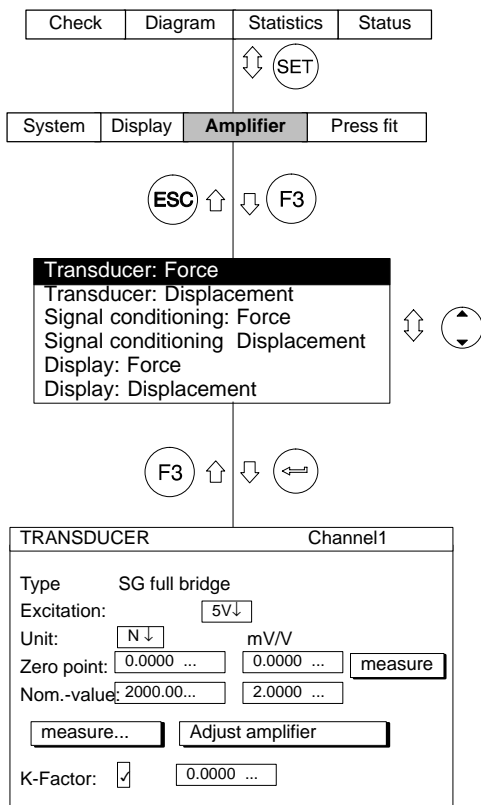 Check Diagram Statistics Status
SET
System Display Amplifier Press fit
ESC F3
Transducer: Force
Transducer: Displacement
Signal conditioning: Force
Signal conditioning Displacement
Display: Force
Display: Displacement
F3
TRANSDUCER Channel1
Type SG full bridge
Excitation: 5V↓
Unit: N ↓ mV/V
Zero point: 0.0000 ... 0.0000 ... measure
Nom.-value: 2000.00... 2.0000 ...
measure... Adjust amplifier
K-Factor: ✓ 0.0000 ...